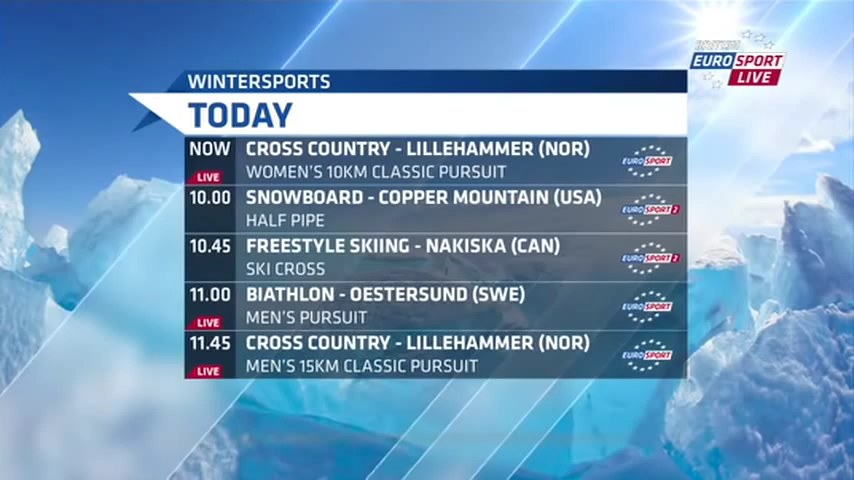 BRITISH
EUROSPORT
LIVE
WINTERSPORTS
TODAY
NOW CROSS COUNTRY - LILLEHAMMER (NOR)
LIVE WOMEN'S 10KM CLASSIC PURSUIT EUROSPORT
10.00 SNOWBOARD - COPPER MOUNTAIN (USA)
HALF PIPE EUROSPORT 2
10.45 FREESTYLE SKIING - NAKISKA (CAN)
SKI CROSS EUROSPORT 2
11.00 BIATHLON - OESTERSUND (SWE)
LIVE MEN'S PURSUIT EUROSPORT
11.45 CROSS COUNTRY - LILLEHAMMER (NOR)
LIVE MEN'S 15KM CLASSIC PURSUIT EUROSPORT